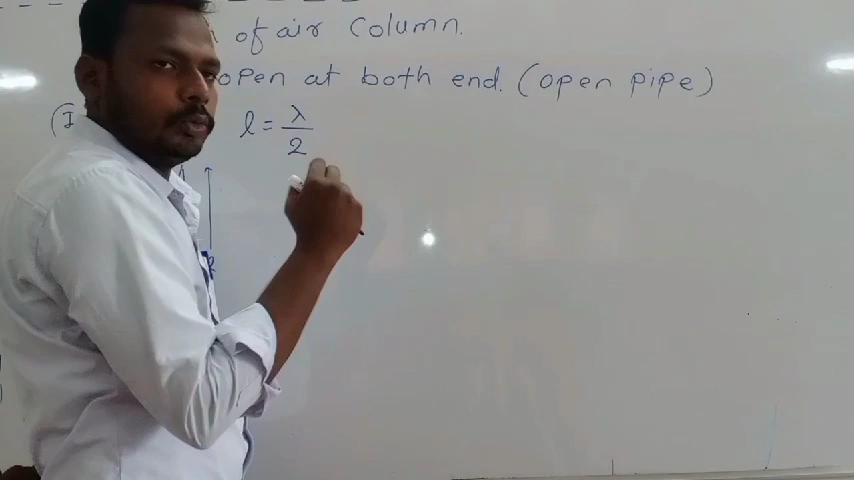 of air Column.
open at both end. (open pipe)
(I
l = λ/2
l